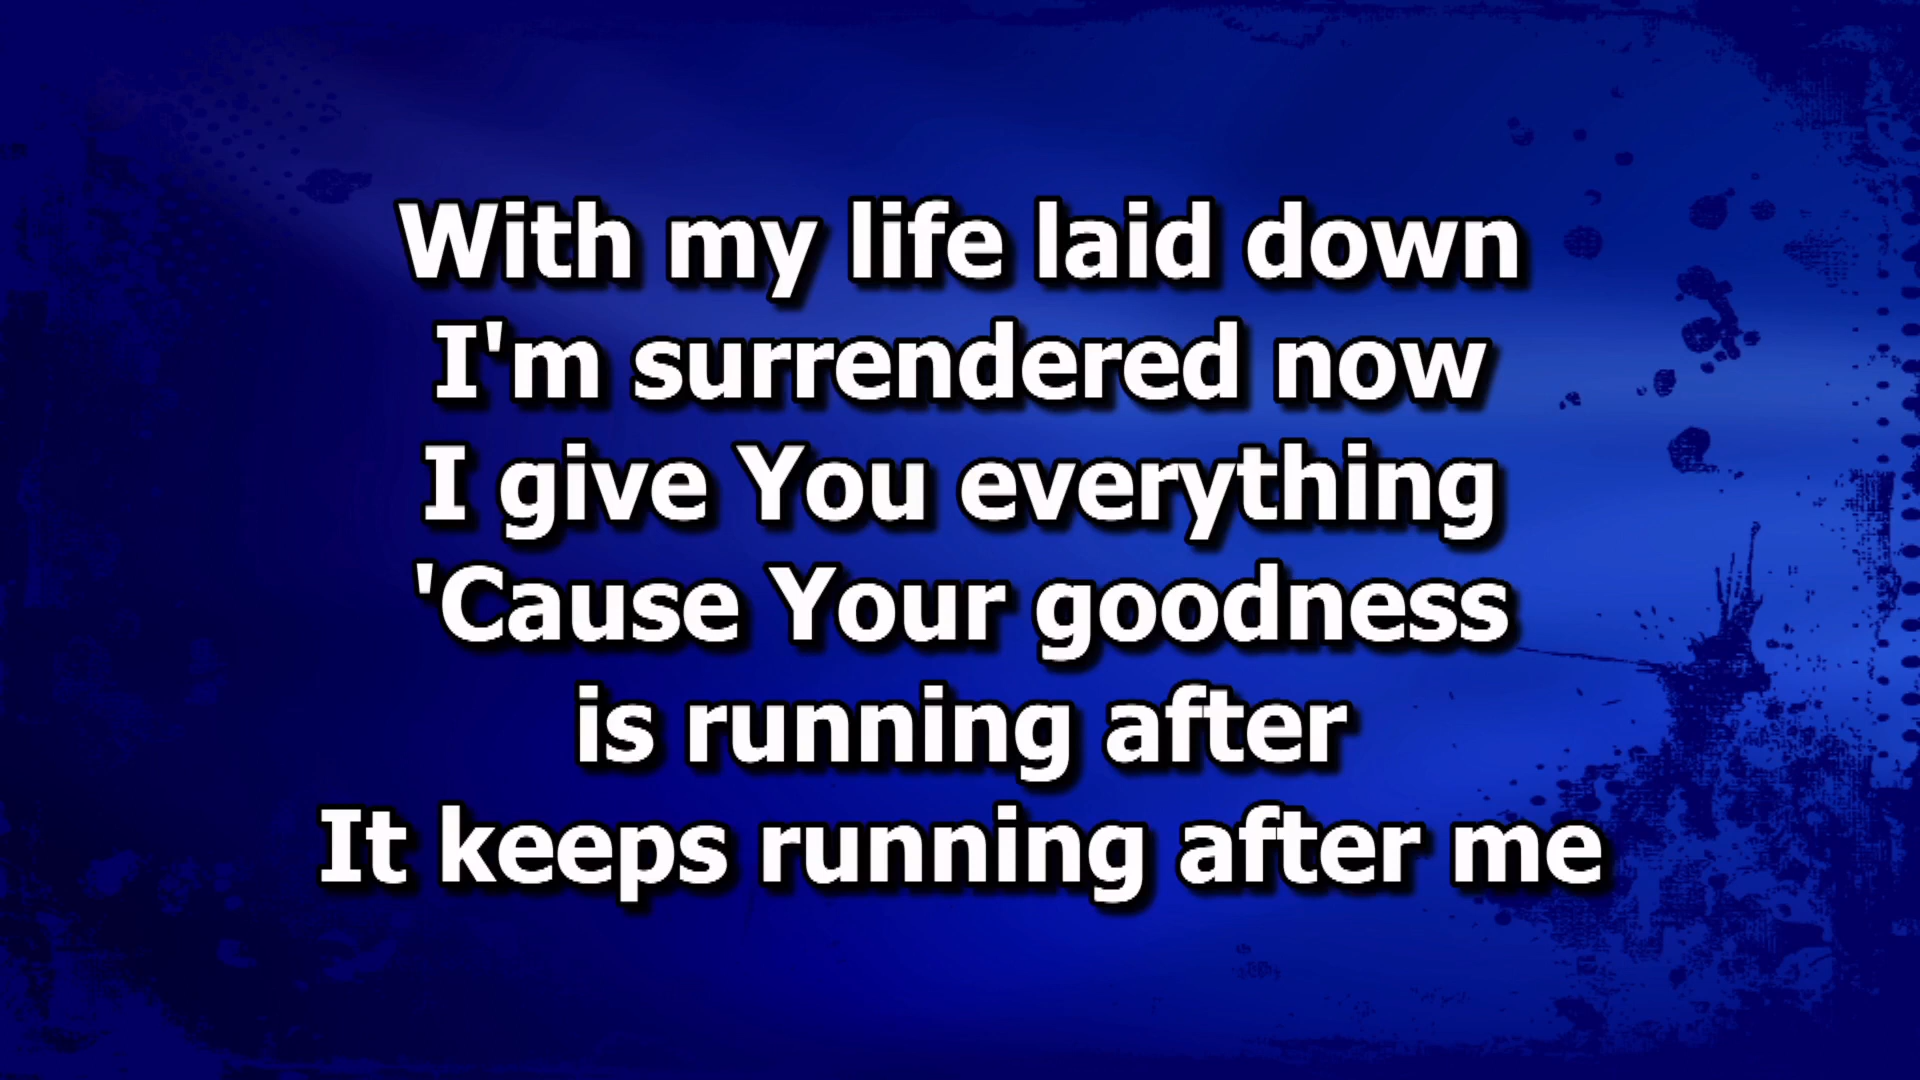 With my life laid down
I'm surrendered now
I give You everything
'Cause Your goodness
is running after
It keeps running after me